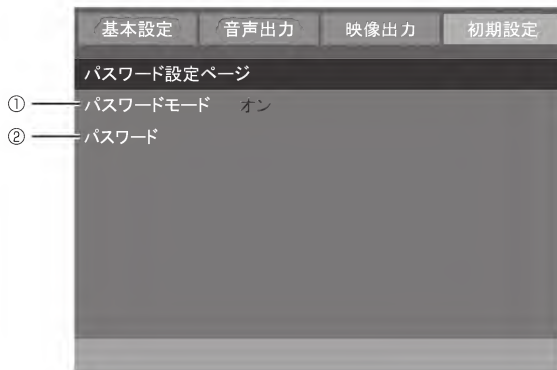 基本設定 音声出力 映像出力 初期設定
パスワード設定ページ
① パスワードモード オン
② パスワード